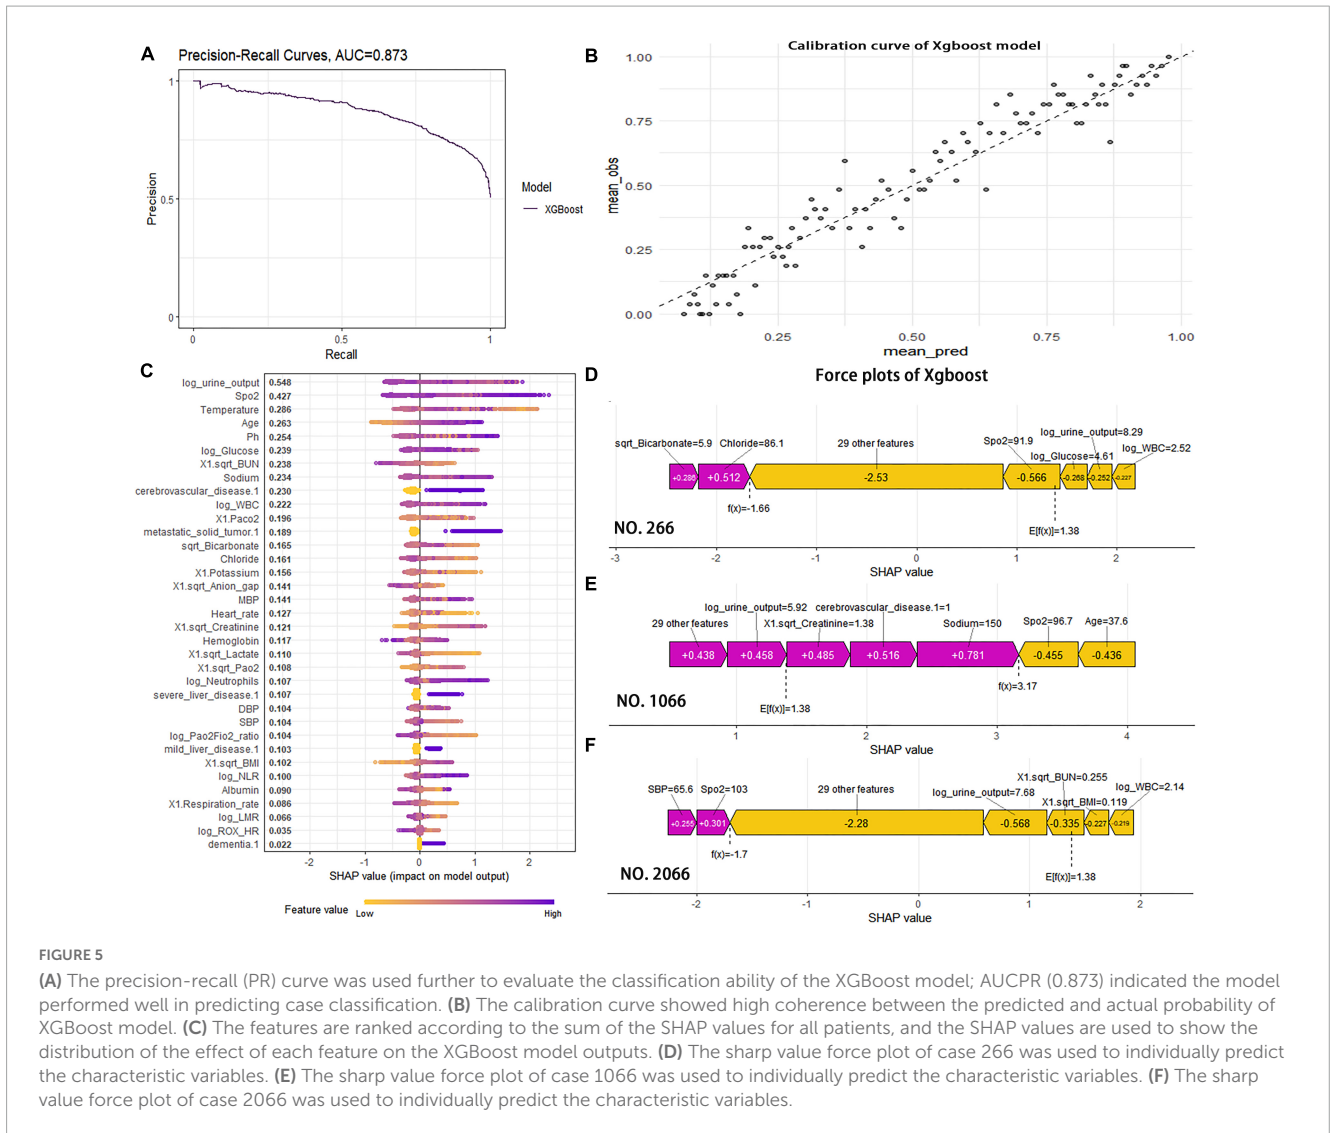 A
Precision-Recall Curves, AUC=0.873
1
0.5
0
Precision
0
0.5
1
Recall
Model
XGBoost
B
Calibration curve of Xgboost model
1.00
0.75
0.50
0.25
0.00
mean_obs
0.25
0.50
0.75
1.00
mean_pred
C
log_urine_output 0.548
Spo2 0.427
Temperature 0.286
Age 0.263
Ph 0.254
log_Glucose 0.239
X1.sqrt_BUN 0.238
Sodium 0.234
cerebrovascular_disease.1 0.230
log_WBC 0.222
X1.Paco2 0.196
metastatic_solid_tumor.1 0.189
sqrt_Bicarbonate 0.165
Chloride 0.161
X1.Potassium 0.156
X1.sqrt_Anion_gap 0.141
MBP 0.141
Heart_rate 0.127
X1.sqrt_Creatinine 0.121
Hemoglobin 0.117
X1.sqrt_Lactate 0.110
X1.sqrt_Pao2 0.108
log_Neutrophils 0.107
severe_liver_disease.1 0.107
DBP 0.104
SBP 0.104
log_Pao2Fio2_ratio 0.104
mild_liver_disease.1 0.103
X1.sqrt_BMI 0.102
log_NLR 0.100
Albumin 0.090
X1.Respiration_rate 0.086
log_LMR 0.066
log_ROX_HR 0.035
dementia.1 0.022
-2 -1 0 1 2
SHAP value (impact on model output)
Feature value
Low
High
D
Force plots of Xgboost
log_urine_output=8.29
sqrt_Bicarbonate=5.9 Chloride=86.1 29 other features Spo2=91.9
log_WBC=2.52
log_Glucose=4.61
+0.286 +0.512 -2.53 -0.566 -0.268 -0.252 -0.227
f(x)=-1.66
NO. 266
E[f(x)]=1.38
-3 -2 -1 0 1 2
SHAP value
E
log_urine_output=5.92 cerebrovascular_disease.1=1
29 other features X1.sqrt_Creatinine=1.38 Sodium=150 Spo2=96.7 Age=37.6
+0.438 +0.458 +0.485 +0.516 +0.781 -0.455 -0.436
f(x)=3.17
NO. 1066
E[f(x)]=1.38
1 2 3 4
SHAP value
F
X1.sqrt_BUN=0.255
SBP=65.6 Spo2=103 29 other features log_urine_output=7.68 log_WBC=2.14
X1.sqrt_BMI=0.119
+0.255 +0.301 -2.28 -0.568 -0.335 -0.227 -0.219
f(x)=-1.7
NO. 2066
E[f(x)]=1.38
-2 -1 0 1 2
SHAP value
FIGURE 5
(A) The precision-recall (PR) curve was used further to evaluate the classification ability of the XGBoost model; AUCPR (0.873) indicated the model
performed well in predicting case classification. (B) The calibration curve showed high coherence between the predicted and actual probability of
XGBoost model. (C) The features are ranked according to the sum of the SHAP values for all patients, and the SHAP values are used to show the
distribution of the effect of each feature on the XGBoost model outputs. (D) The sharp value force plot of case 266 was used to individually predict
the characteristic variables. (E) The sharp value force plot of case 1066 was used to individually predict the characteristic variables. (F) The sharp
value force plot of case 2066 was used to individually predict the characteristic variables.